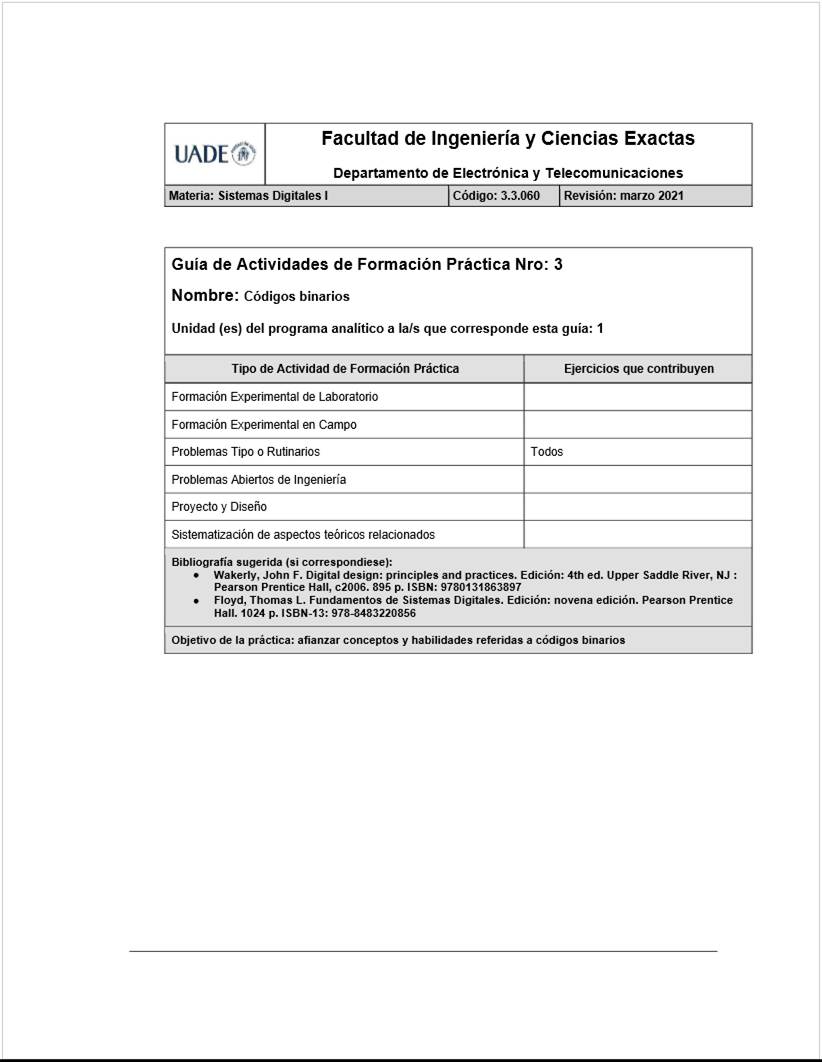 UADE
Facultad de Ingeniería y Ciencias Exactas
Departamento de Electrónica y Telecomunicaciones
Materia: Sistemas Digitales I
Código: 3.3.060
Revisión: marzo 2021
Guía de Actividades de Formación Práctica Nro: 3
Nombre: Códigos binarios
Unidad (es) del programa analítico a la/s que corresponde esta guía: 1
Tipo de Actividad de Formación Práctica
Ejercicios que contribuyen
Formación Experimental de Laboratorio
Formación Experimental en Campo
Problemas Tipo o Rutinarios
Todos
Problemas Abiertos de Ingeniería
Proyecto y Diseño
Sistematización de aspectos teóricos relacionados
Bibliografía sugerida (si correspondiese):
● Wakerly, John F. Digital design: principles and practices. Edición: 4th ed. Upper Saddle River, NJ :
Pearson Prentice Hall, c2006. 895 p. ISBN: 9780131863897
● Floyd, Thomas L. Fundamentos de Sistemas Digitales. Edición: novena edición. Pearson Prentice
Hall. 1024 p. ISBN-13: 978-8483220856
Objetivo de la práctica: afianzar conceptos y habilidades referidas a códigos binarios